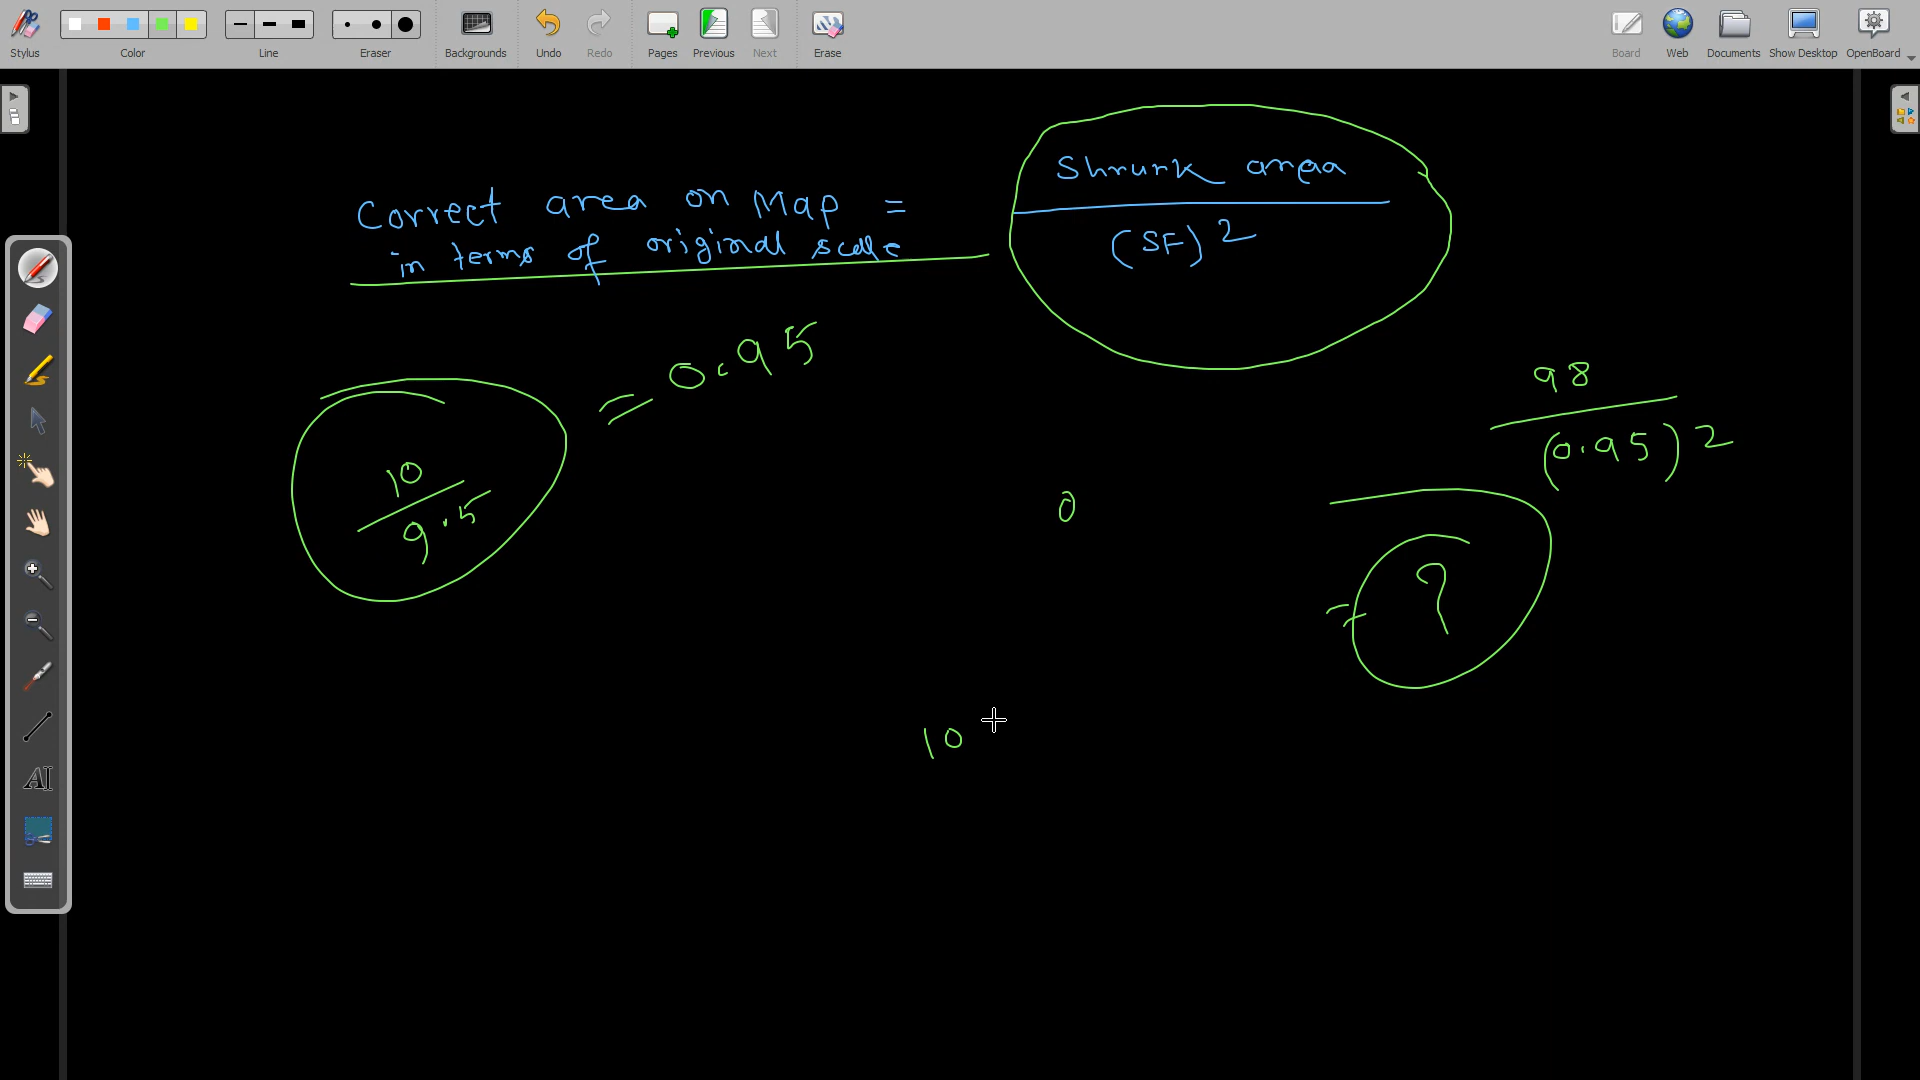 Stylus
Color
Line
Eraser
Backgrounds
Undo
Redo
Pages
Previous
Next
Erase
Board
Web
Documents
Show Desktop
OpenBoard
Correct area on Map =
in terms of original scale
Shrunk area
(SF)2
10
9.5
= 0.95
98
(0.95)2
= ?
0
10
AI